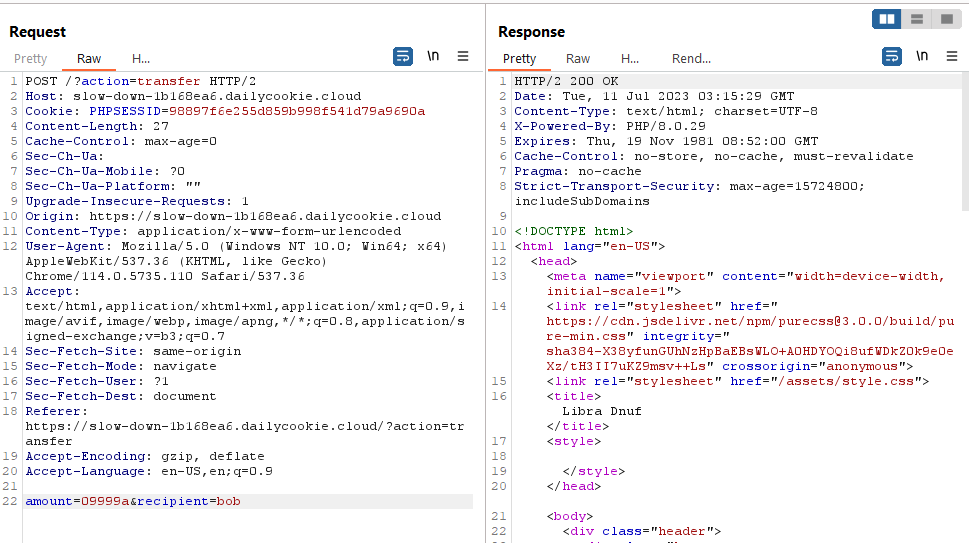 Request
Pretty Raw H... \n
1 POST /?action=transfer HTTP/2
2 Host: slow-down-1b168ea6.dailycookie.cloud
3 Cookie: PHPSESSID=98897f6e255d859b998f541d79a9690a
4 Content-Length: 27
5 Cache-Control: max-age=0
6 Sec-Ch-Ua:
7 Sec-Ch-Ua-Mobile: ?0
8 Sec-Ch-Ua-Platform: ""
9 Upgrade-Insecure-Requests: 1
10 Origin: https://slow-down-1b168ea6.dailycookie.cloud
11 Content-Type: application/x-www-form-urlencoded
12 User-Agent: Mozilla/5.0 (Windows NT 10.0; Win64; x64)
AppleWebKit/537.36 (KHTML, like Gecko)
Chrome/114.0.5735.110 Safari/537.36
13 Accept:
text/html,application/xhtml+xml,application/xml;q=0.9,i
mage/avif,image/webp,image/apng,*/*;q=0.8,application/s
igned-exchange;v=b3;q=0.7
14 Sec-Fetch-Site: same-origin
15 Sec-Fetch-Mode: navigate
16 Sec-Fetch-User: ?1
17 Sec-Fetch-Dest: document
18 Referer:
https://slow-down-1b168ea6.dailycookie.cloud/?action=tr
ansfer
19 Accept-Encoding: gzip, deflate
20 Accept-Language: en-US,en;q=0.9
21
22 amount=09999a&recipient=bob
Response
Pretty Raw H... Rend... \n
1 HTTP/2 200 OK
2 Date: Tue, 11 Jul 2023 03:15:29 GMT
3 Content-Type: text/html; charset=UTF-8
4 X-Powered-By: PHP/8.0.29
5 Expires: Thu, 19 Nov 1981 08:52:00 GMT
6 Cache-Control: no-store, no-cache, must-revalidate
7 Pragma: no-cache
8 Strict-Transport-Security: max-age=15724800;
includeSubDomains
9
10 <!DOCTYPE html>
11 <html lang="en-US">
12 <head>
13 <meta name="viewport" content="width=device-width,
initial-scale=1">
14 <link rel="stylesheet" href="
https://cdn.jsdelivr.net/npm/purecss@3.0.0/build/pu
re-min.css" integrity="
sha384-X38yfunGUhNzHpBaEBsWLO+A0HDYOQi8ufWDkZ0k9e0e
Xz/tH3II7uKZ9msv++Ls" crossorigin="anonymous">
15 <link rel="stylesheet" href="/assets/style.css">
16 <title>
Libra Dnuf
</title>
17 <style>
18
19 </style>
20 </head>
21 <body>
22 <div class="header">